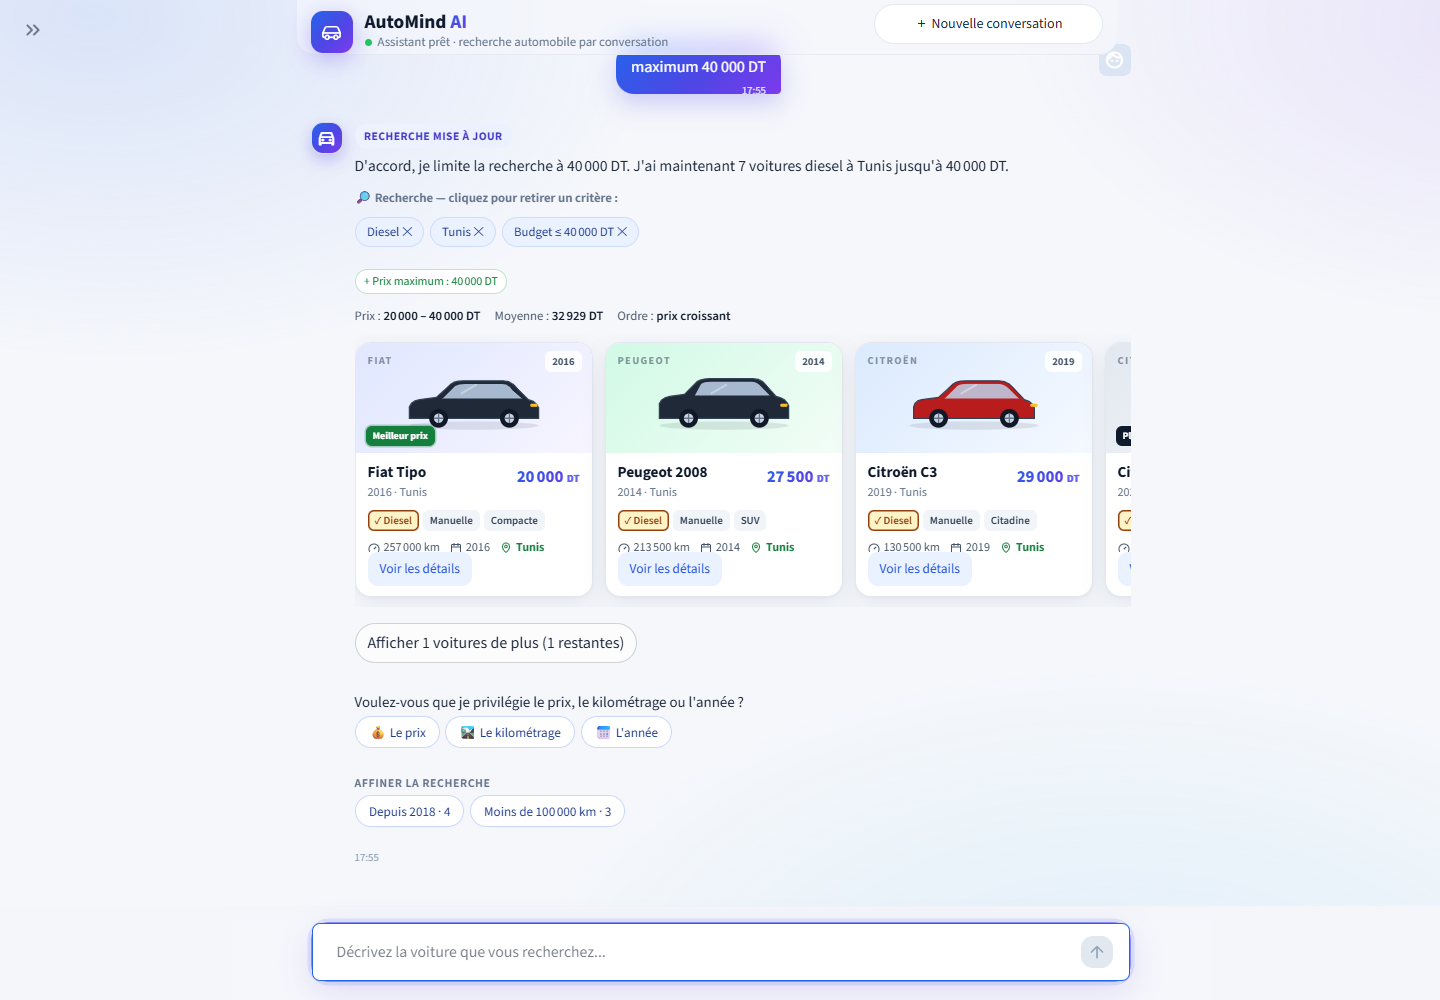 AutoMind AI
Assistant prêt · recherche automobile par conversation
+ Nouvelle conversation
maximum 40 000 DT
17:55
RECHERCHE MISE À JOUR
D'accord, je limite la recherche à 40 000 DT. J'ai maintenant 7 voitures diesel à Tunis jusqu'à 40 000 DT.
Recherche — cliquez pour retirer un critère :
Diesel
Tunis
Budget ≤ 40 000 DT
+ Prix maximum : 40 000 DT
Prix : 20 000 – 40 000 DT Moyenne : 32 929 DT Ordre : prix croissant
FIAT
2016
Meilleur prix
Fiat Tipo
20 000 DT
2016 · Tunis
✓ Diesel Manuelle Compacte
257 000 km 2016 Tunis
Voir les détails
PEUGEOT
2014
Peugeot 2008
27 500 DT
2014 · Tunis
✓ Diesel Manuelle SUV
213 500 km 2014 Tunis
Voir les détails
CITROËN
2019
Citroën C3
29 000 DT
2019 · Tunis
✓ Diesel Manuelle Citadine
130 500 km 2019 Tunis
Voir les détails
Afficher 1 voitures de plus (1 restantes)
Voulez-vous que je privilégie le prix, le kilométrage ou l'année ?
Le prix
Le kilométrage
L'année
AFFINER LA RECHERCHE
Depuis 2018 · 4
Moins de 100 000 km · 3
17:55
Décrivez la voiture que vous recherchez...